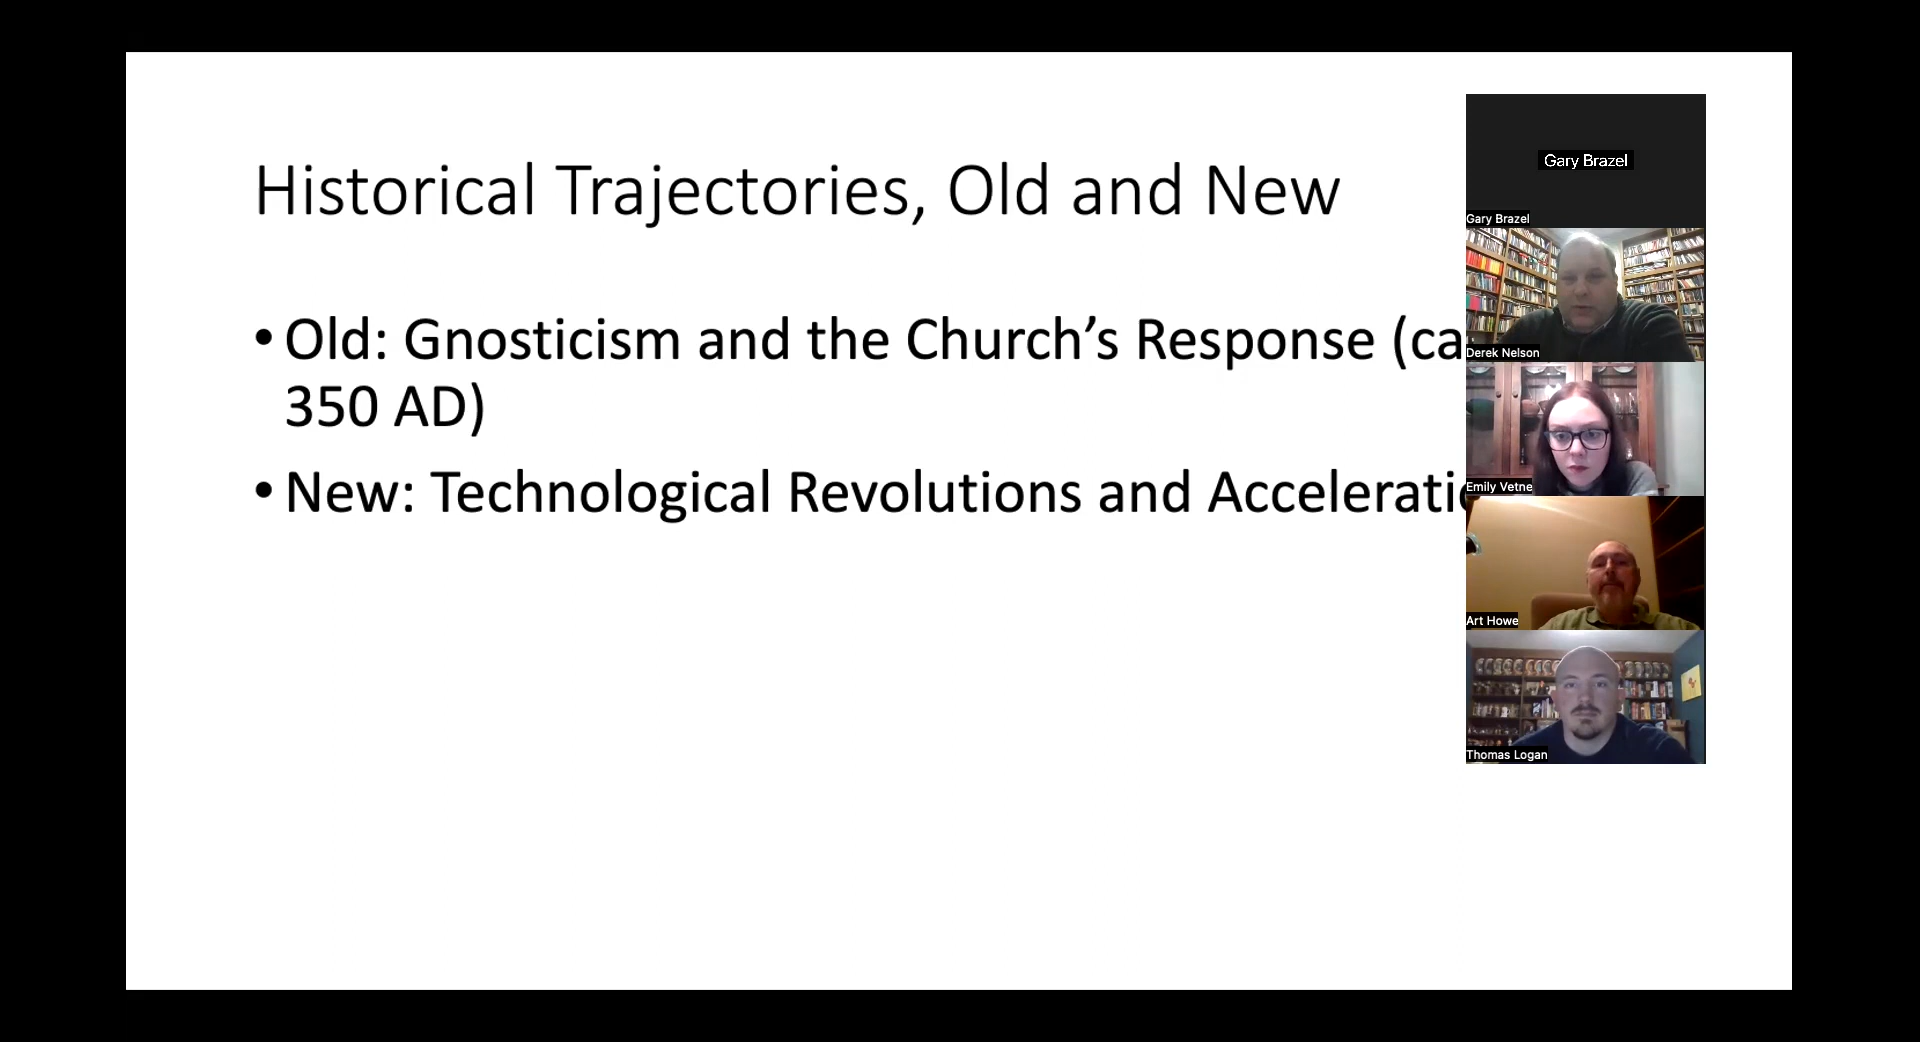 Historical Trajectories, Old and New
• Old: Gnosticism and the Church’s Response (ca
350 AD)
• New: Technological Revolutions and Accelerati
Gary Brazel
Gary Brazel
Derek Nelson
Emily Vetne
Art Howe
Thomas Logan